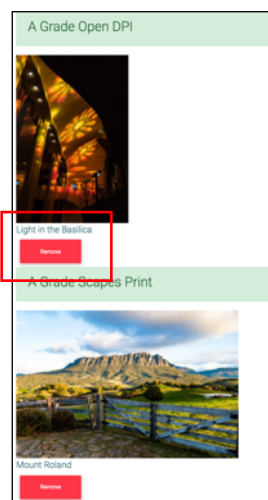 A Grade Open DPI
Light in the Basilica
Remove
A Grade Scapes Print
Mount Roland
Remove